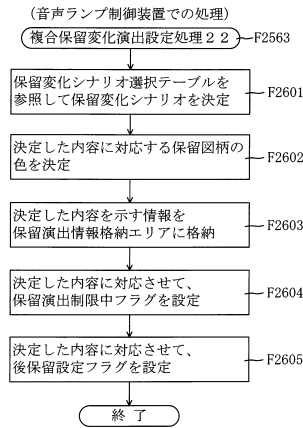 (音声ランプ制御装置での処理)
複合保留変化演出設定処理22
F2563
保留変化シナリオ選択テーブルを
参照して保留変化シナリオを決定
F2601
決定した内容に対応する保留図柄の
色を決定
F2602
決定した内容を示す情報を
保留演出情報格納エリアに格納
F2603
決定した内容に対応させて、
保留演出制限中フラグを設定
F2604
決定した内容に対応させて、
後保留設定フラグを設定
F2605
終了